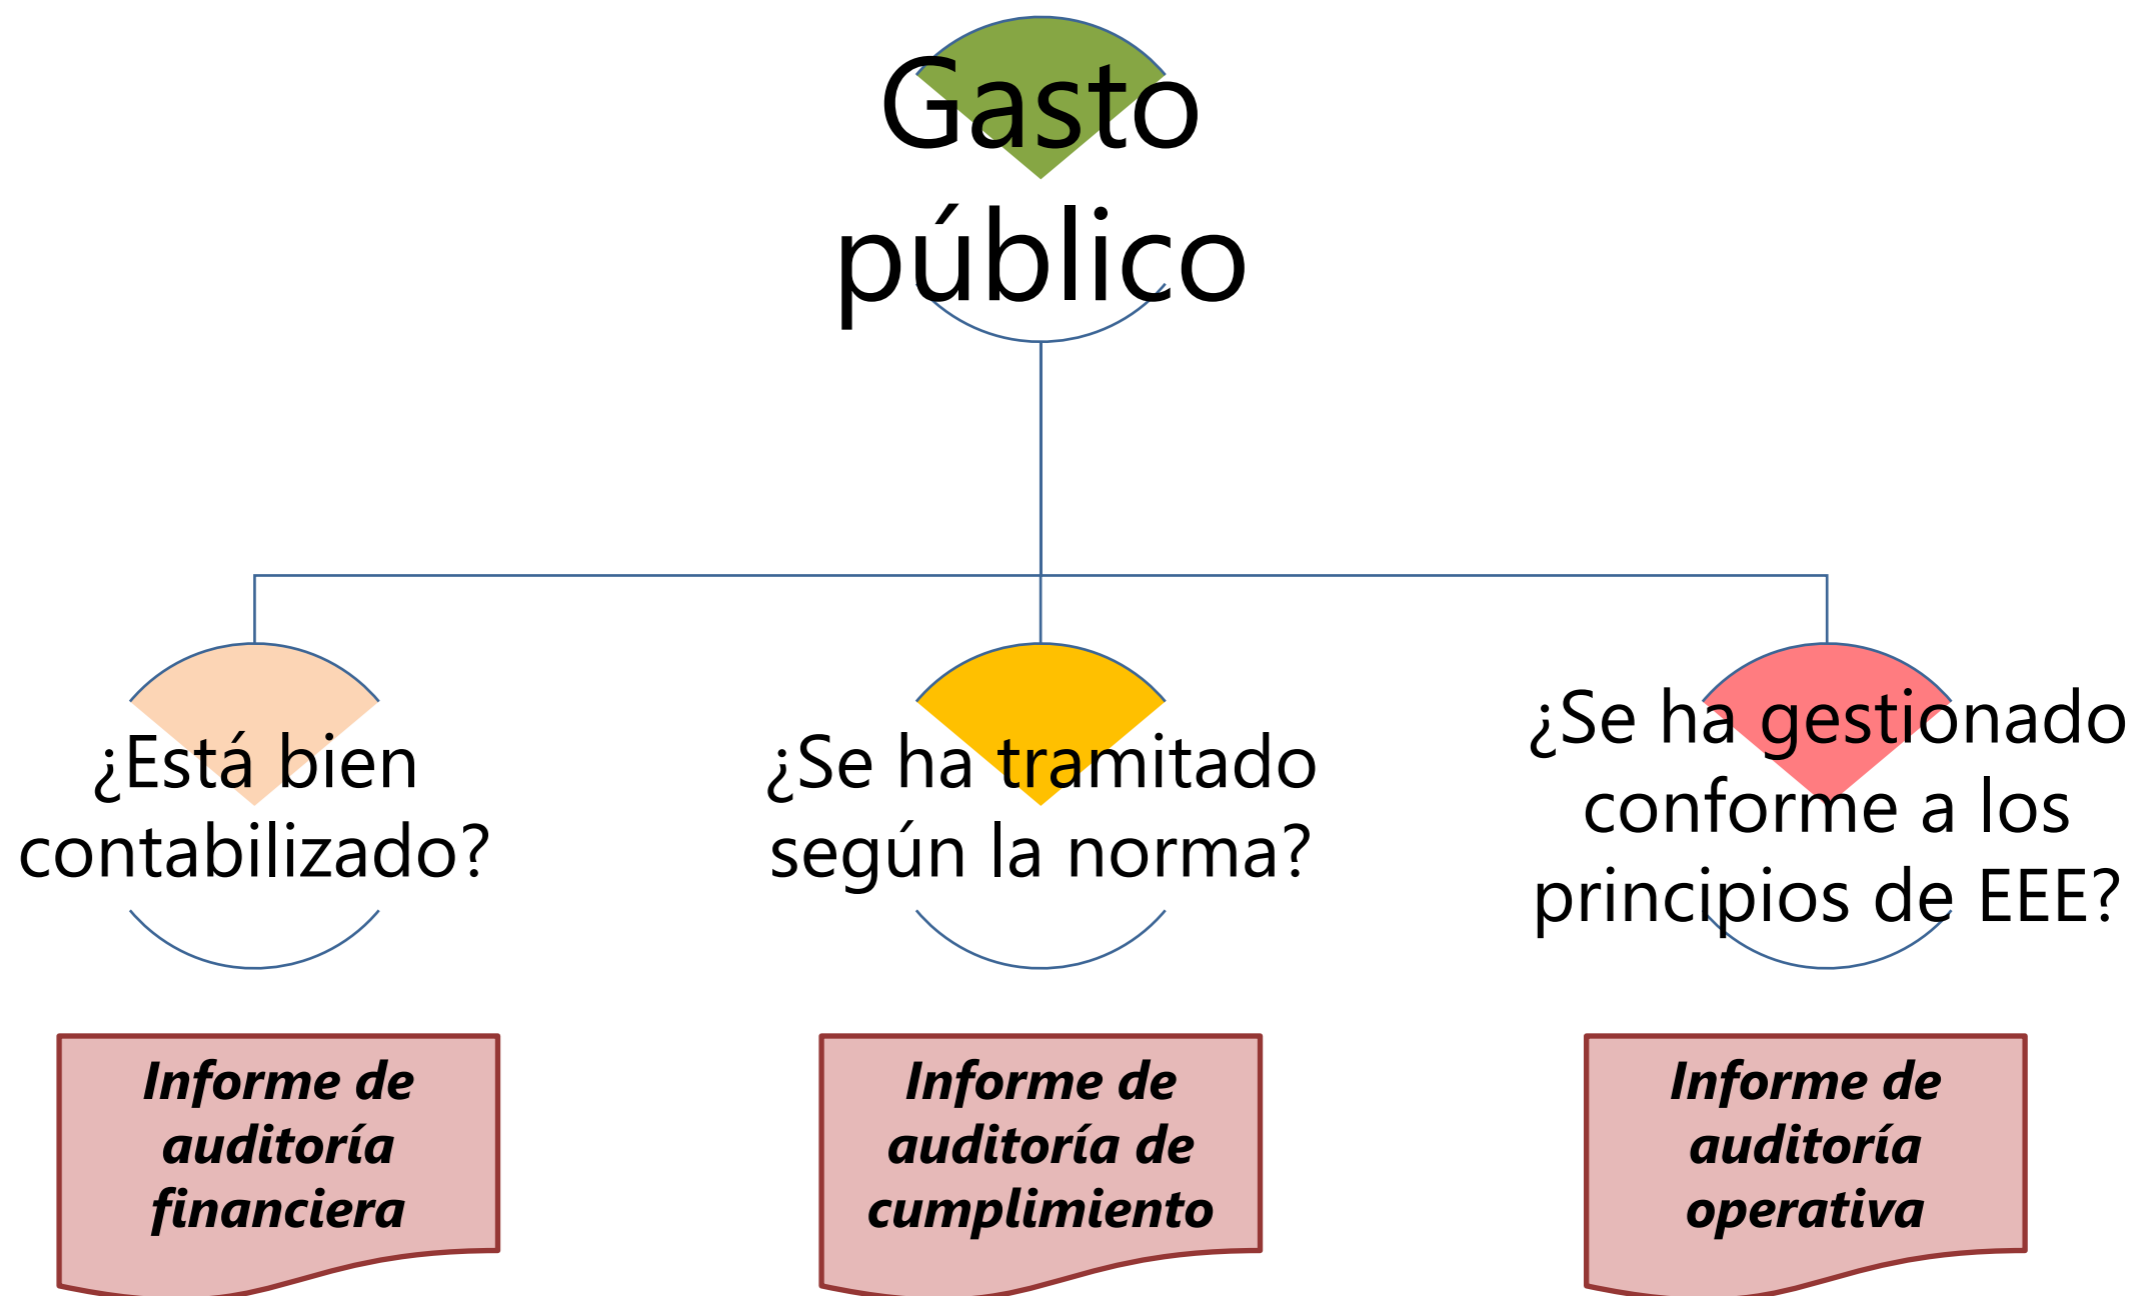 Gasto
público
¿Está bien
contabilizado?
¿Se ha tramitado
según la norma?
¿Se ha gestionado
conforme a los
principios de EEE?
Informe de
auditoría
financiera
Informe de
auditoría de
cumplimiento
Informe de
auditoría
operativa